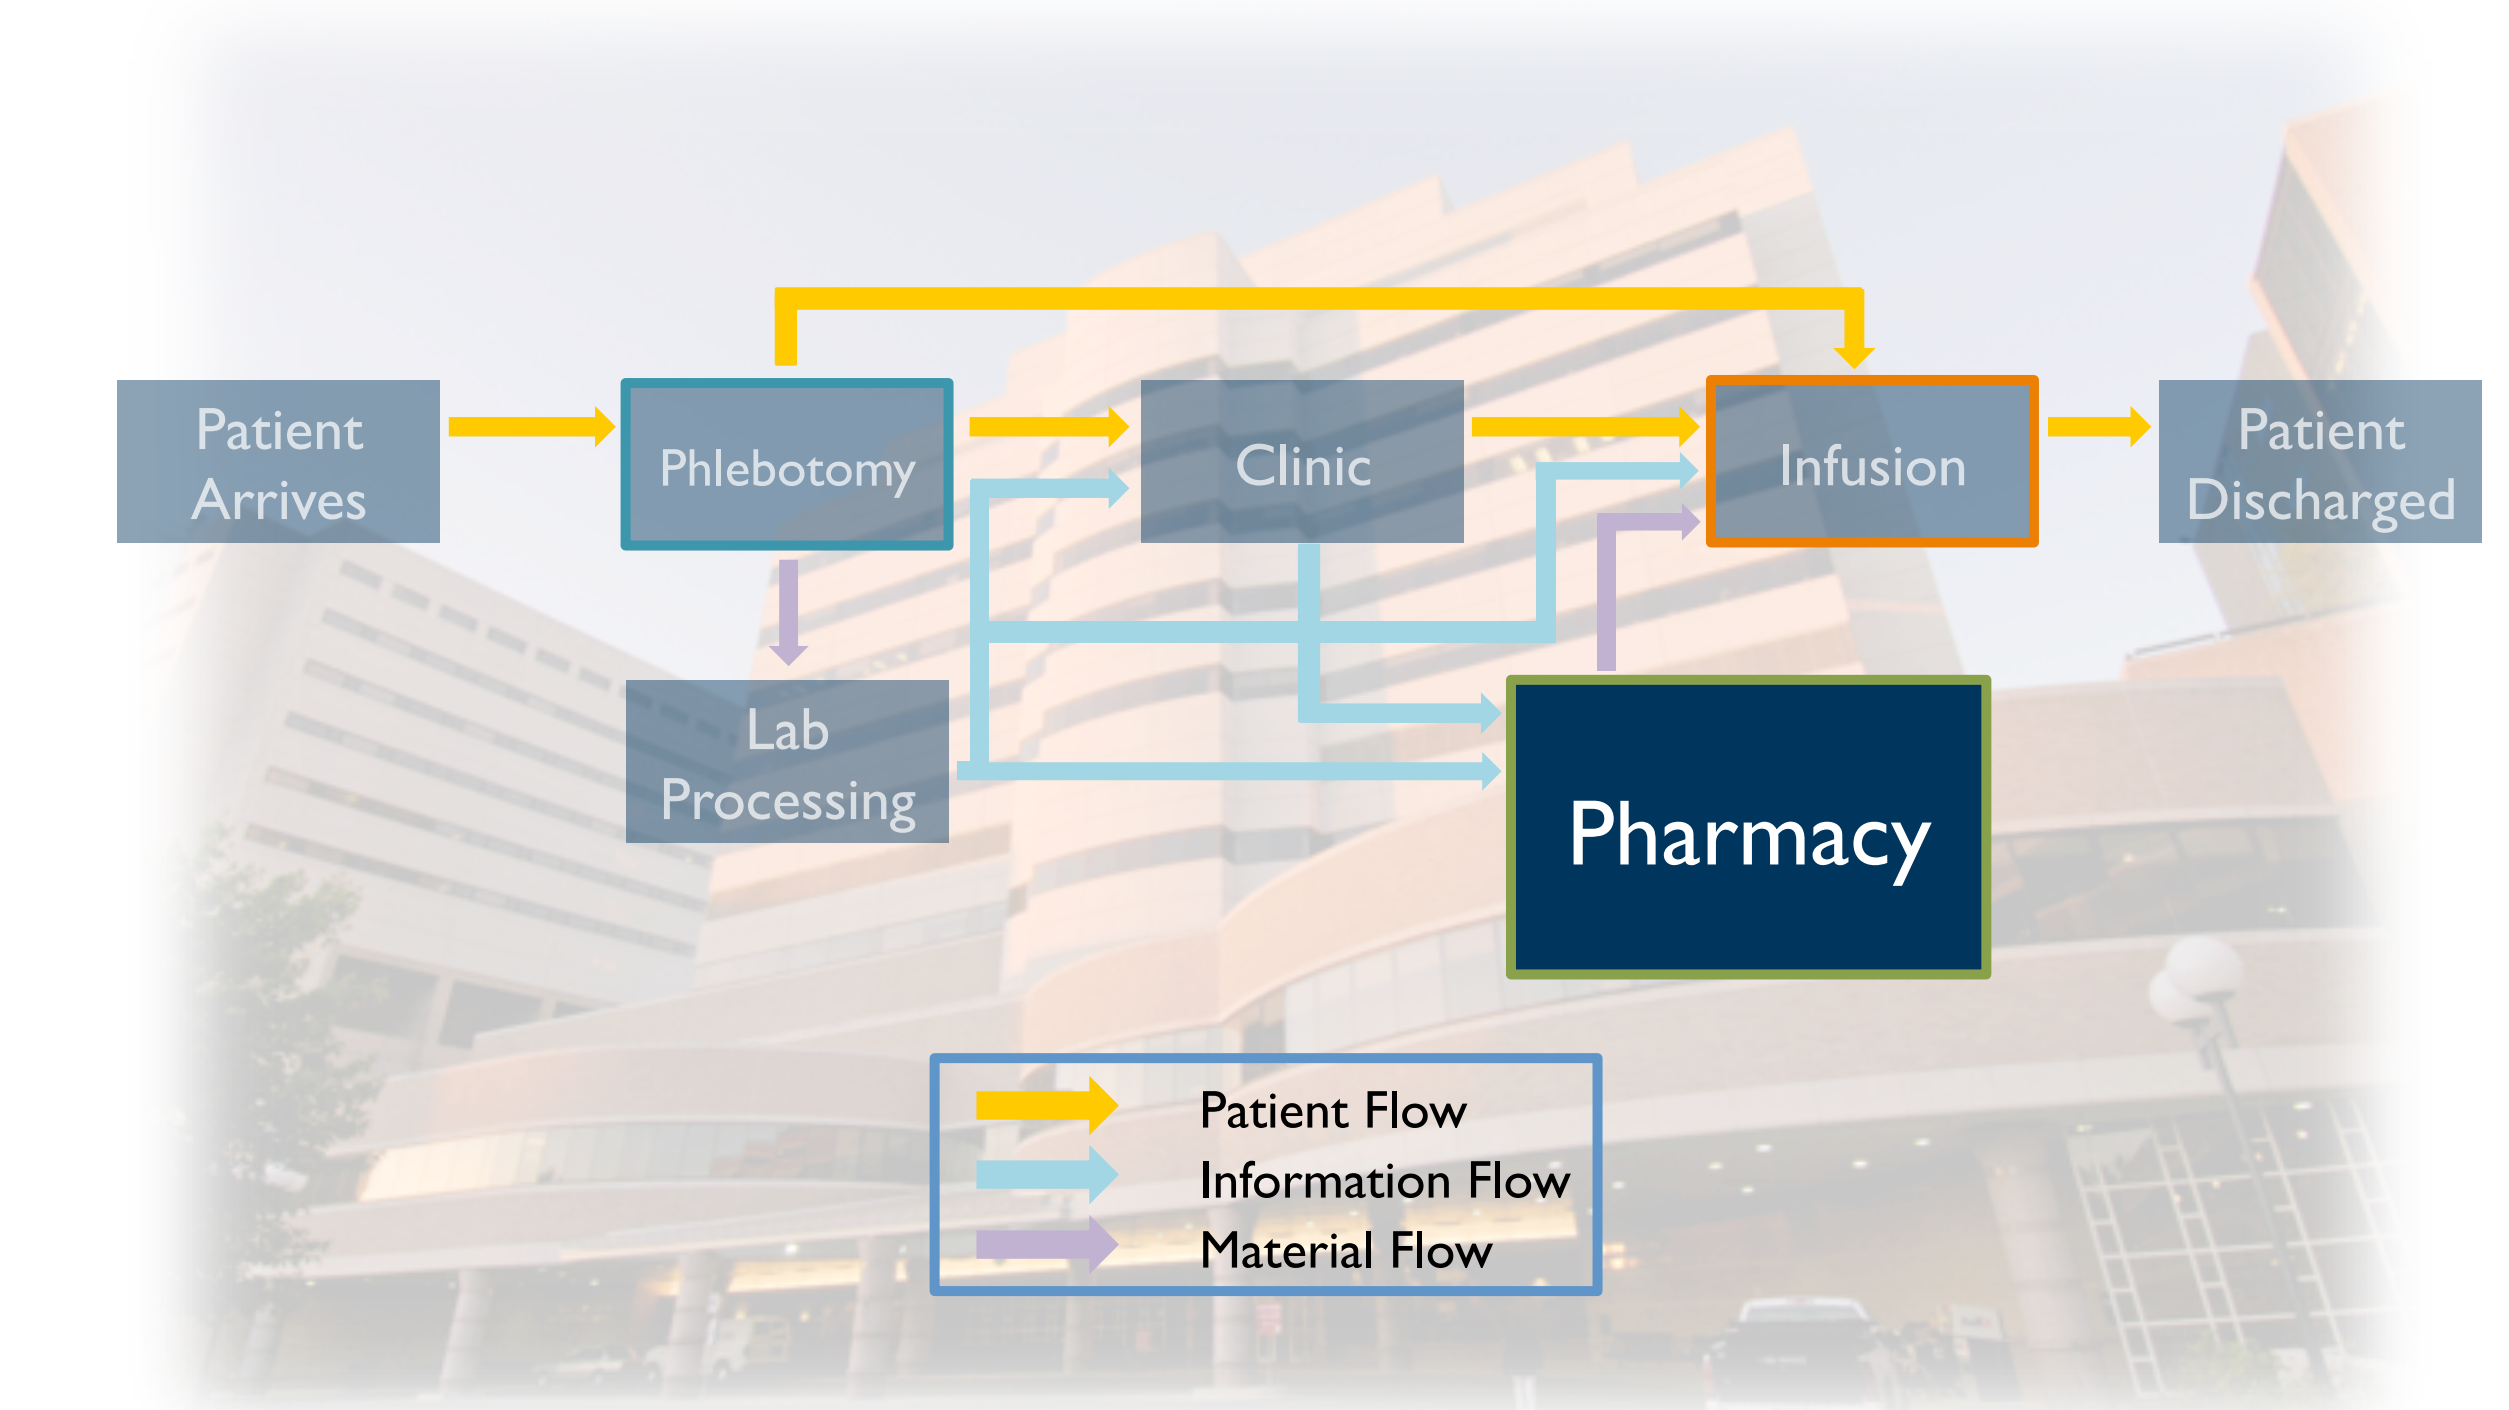 Patient
Arrives
Phlebotomy
Clinic
Infusion
Patient
Discharged
Lab
Processing
Pharmacy
Patient Flow
Information Flow
Material Flow